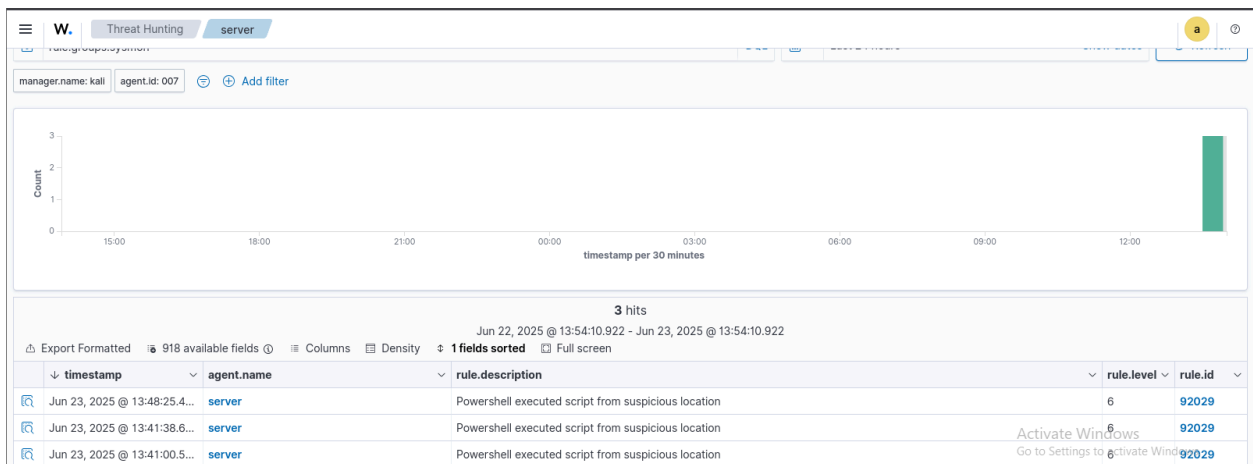 W. Threat Hunting server a
manager.name: kali agent.id: 007 Add filter
3
2
1
0
Count
15:00 18:00 21:00 00:00 03:00 06:00 09:00 12:00
timestamp per 30 minutes
3 hits
Jun 22, 2025 @ 13:54:10.922 - Jun 23, 2025 @ 13:54:10.922
Export Formatted 918 available fields Columns Density 1 fields sorted Full screen
timestamp agent.name rule.description rule.level rule.id
Jun 23, 2025 @ 13:48:25.4... server Powershell executed script from suspicious location 6 92029
Jun 23, 2025 @ 13:41:38.6... server Powershell executed script from suspicious location 6 92029
Jun 23, 2025 @ 13:41:00.5... server Powershell executed script from suspicious location 6 92029
Activate Windows
Go to Settings to activate Windows.